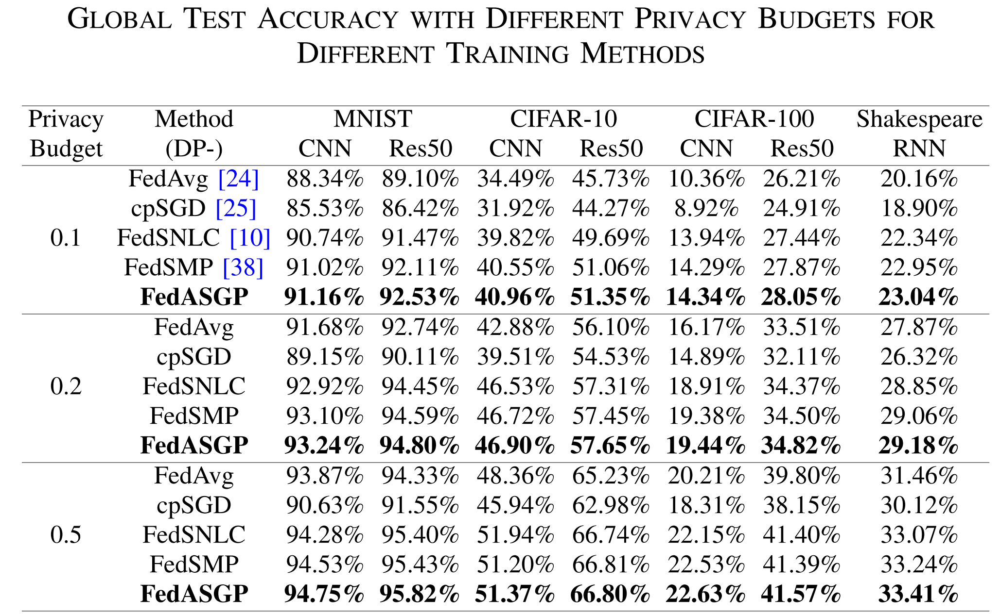 GLOBAL TEST ACCURACY WITH DIFFERENT PRIVACY BUDGETS FOR
DIFFERENT TRAINING METHODS
Privacy Method MNIST CIFAR-10 CIFAR-100 Shakespeare
Budget (DP-) CNN Res50 CNN Res50 CNN Res50 RNN
FedAvg [24] 88.34% 89.10% 34.49% 45.73% 10.36% 26.21% 20.16%
cpSGD [25] 85.53% 86.42% 31.92% 44.27% 8.92% 24.91% 18.90%
0.1 FedSNLC [10] 90.74% 91.47% 39.82% 49.69% 13.94% 27.44% 22.34%
FedSMP [38] 91.02% 92.11% 40.55% 51.06% 14.29% 27.87% 22.95%
FedASGP 91.16% 92.53% 40.96% 51.35% 14.34% 28.05% 23.04%
FedAvg 91.68% 92.74% 42.88% 56.10% 16.17% 33.51% 27.87%
cpSGD 89.15% 90.11% 39.51% 54.53% 14.89% 32.11% 26.32%
0.2 FedSNLC 92.92% 94.45% 46.53% 57.31% 18.91% 34.37% 28.85%
FedSMP 93.10% 94.59% 46.72% 57.45% 19.38% 34.50% 29.06%
FedASGP 93.24% 94.80% 46.90% 57.65% 19.44% 34.82% 29.18%
FedAvg 93.87% 94.33% 48.36% 65.23% 20.21% 39.80% 31.46%
cpSGD 90.63% 91.55% 45.94% 62.98% 18.31% 38.15% 30.12%
0.5 FedSNLC 94.28% 95.40% 51.94% 66.74% 22.15% 41.40% 33.07%
FedSMP 94.53% 95.43% 51.20% 66.81% 22.53% 41.39% 33.24%
FedASGP 94.75% 95.82% 51.37% 66.80% 22.63% 41.57% 33.41%